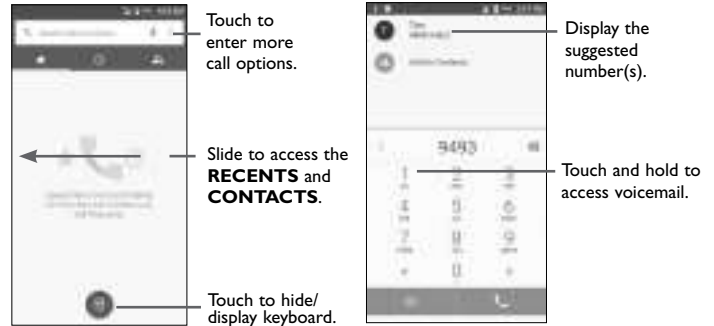 Touch to
enter more
call options.
Slide to access the
RECENTS and
CONTACTS.
Touch to hide/
display keyboard.
Display the
suggested
number(s).
9493
1 2 3
4 5 6
7 8 9
0
Touch and hold to
access voicemail.